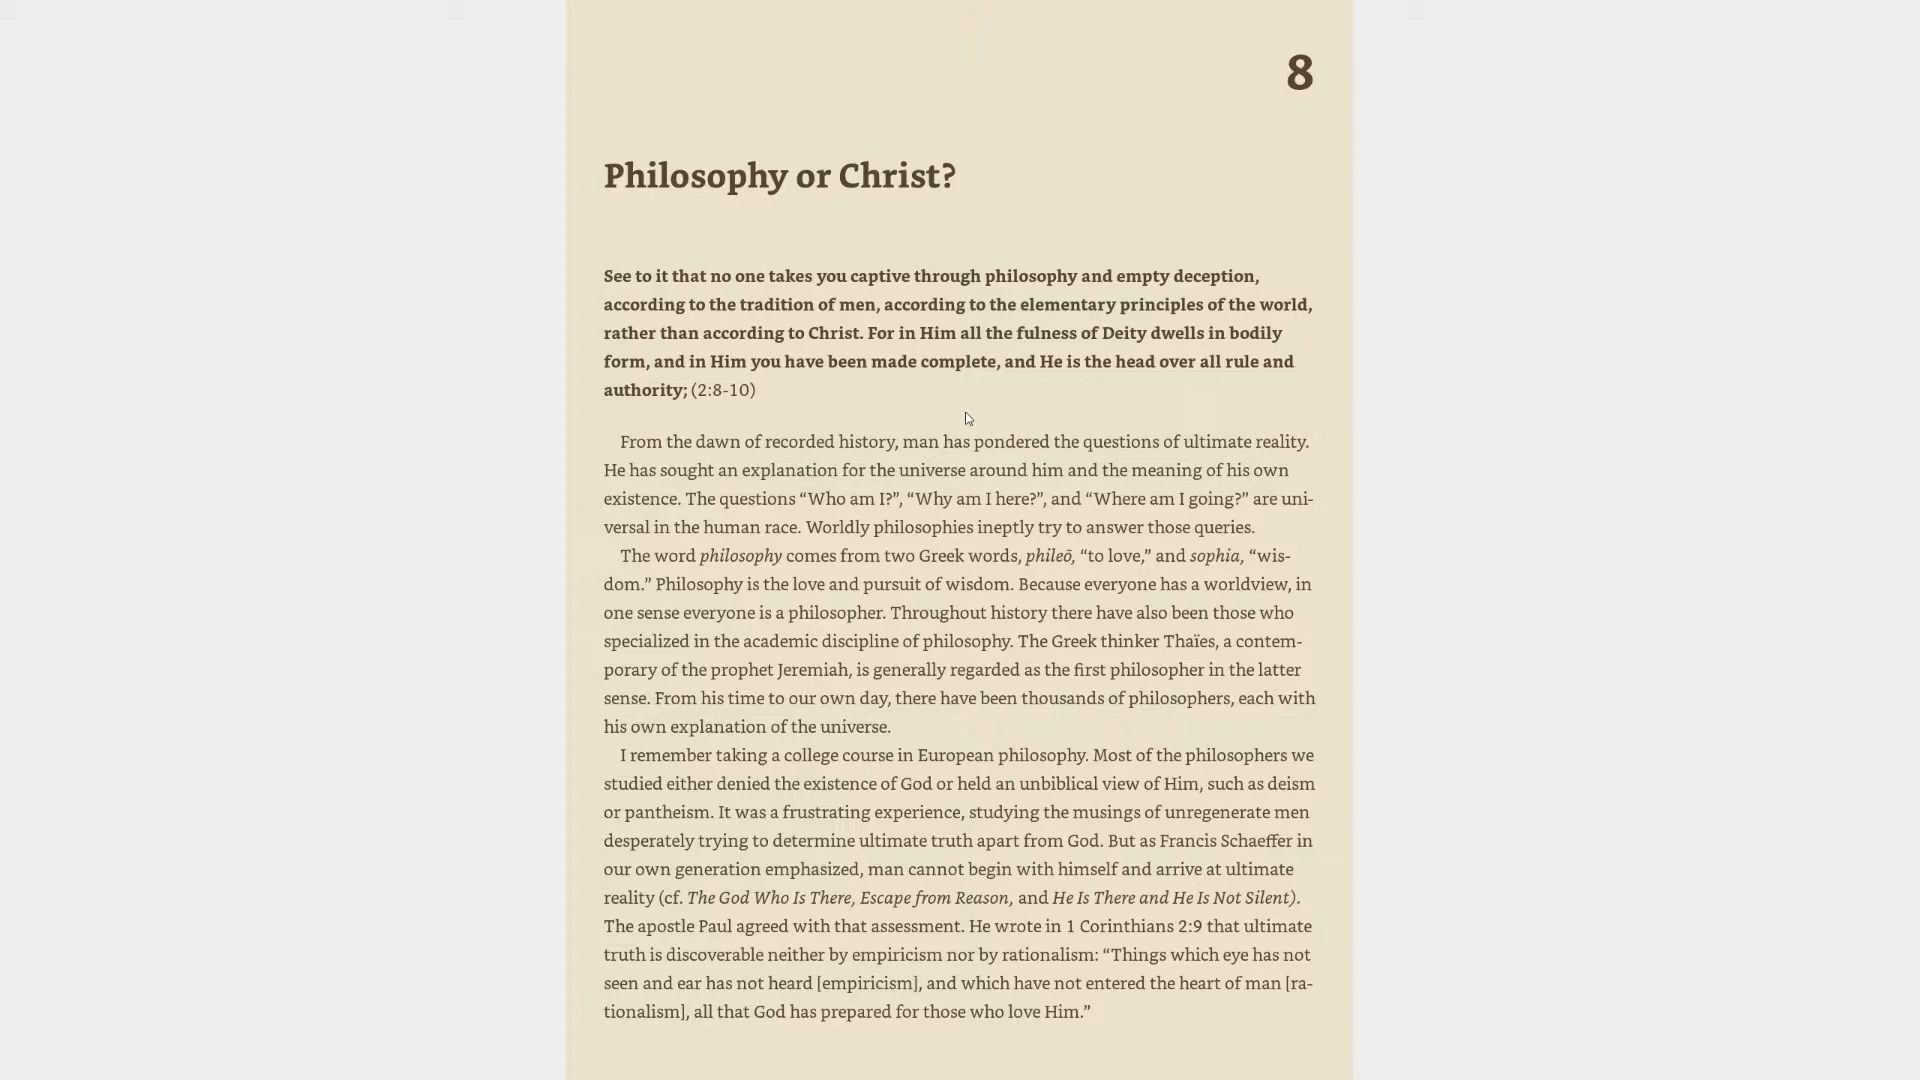 8
Philosophy or Christ?
See to it that no one takes you captive through philosophy and empty deception,
according to the tradition of men, according to the elementary principles of the world,
rather than according to Christ. For in Him all the fulness of Deity dwells in bodily
form, and in Him you have been made complete, and He is the head over all rule and
authority; (2:8-10)
From the dawn of recorded history, man has pondered the questions of ultimate reality.
He has sought an explanation for the universe around him and the meaning of his own
existence. The questions “Who am I?”, “Why am I here?”, and “Where am I going?” are uni-
versal in the human race. Worldly philosophies ineptly try to answer those queries.
The word philosophy comes from two Greek words, phileō, “to love,” and sophia, “wis-
dom.” Philosophy is the love and pursuit of wisdom. Because everyone has a worldview, in
one sense everyone is a philosopher. Throughout history there have also been those who
specialized in the academic discipline of philosophy. The Greek thinker Thaïes, a contem-
porary of the prophet Jeremiah, is generally regarded as the first philosopher in the latter
sense. From his time to our own day, there have been thousands of philosophers, each with
his own explanation of the universe.
I remember taking a college course in European philosophy. Most of the philosophers we
studied either denied the existence of God or held an unbiblical view of Him, such as deism
or pantheism. It was a frustrating experience, studying the musings of unregenerate men
desperately trying to determine ultimate truth apart from God. But as Francis Schaeffer in
our own generation emphasized, man cannot begin with himself and arrive at ultimate
reality (cf. The God Who Is There, Escape from Reason, and He Is There and He Is Not Silent).
The apostle Paul agreed with that assessment. He wrote in 1 Corinthians 2:9 that ultimate
truth is discoverable neither by empiricism nor by rationalism: “Things which eye has not
seen and ear has not heard [empiricism], and which have not entered the heart of man [ra-
tionalism], all that God has prepared for those who love Him.”